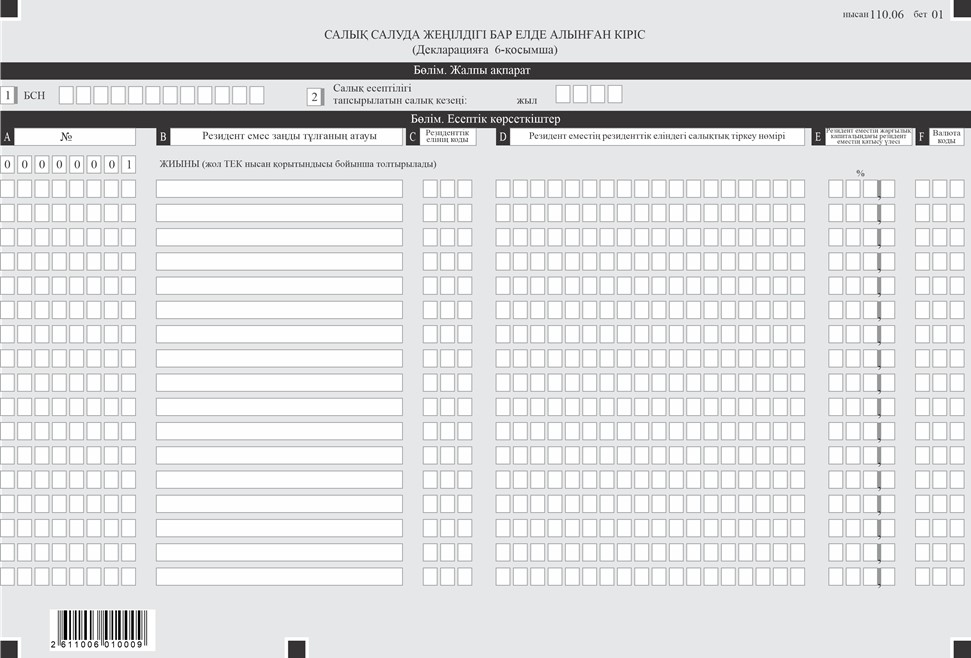 нысан 110.06 бет 01
САЛЫҚ САЛУДА ЖЕҢІЛДІГІ БАР ЕЛДЕ АЛЫНҒАН КІРІС
(Декларацияға 6-қосымша)
Бөлім. Жалпы ақпарат
1 БСН
2 Салық есептілігі
тапсырылатын салық кезеңі: жыл
Бөлім. Есептік көрсеткіштер
A №
B Резидент емес заңды тұлғаның атауы
C Резиденттік
елінің коды
D Резидент еместің резиденттік еліндегі салықтық тіркеу нөмірі
E Резидент еместің жарғылық
капиталындағы резидент
еместің қатысу үлесі
F Валюта
коды
0 0 0 0 0 0 0 1 ЖИЫНЫ (жол ТЕК нысан қорытындысы бойынша толтырылады)
%
2 611006 010009